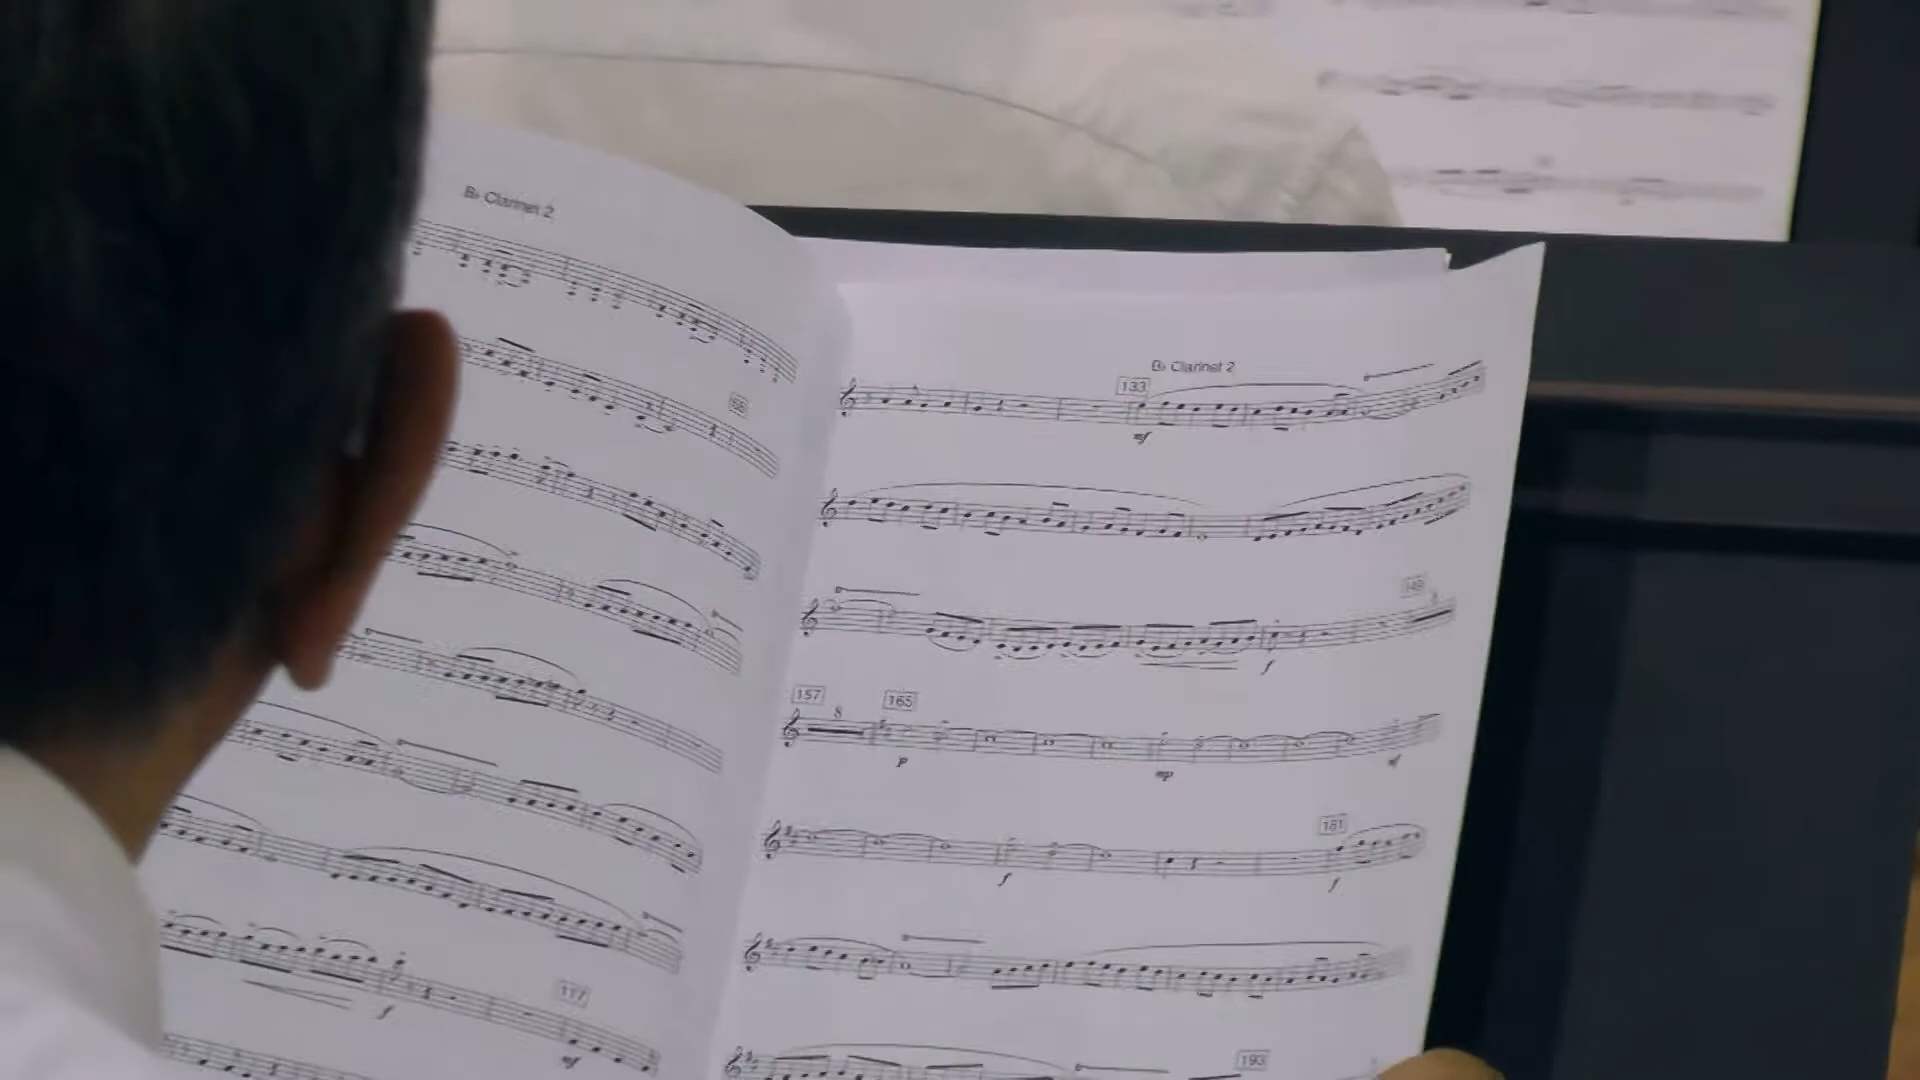 B♭ Clarinet 2
117
f
mf
B♭ Clarinet 2
133
mf
149
f
157
8
165
p
mp
mf
181
f
f
193